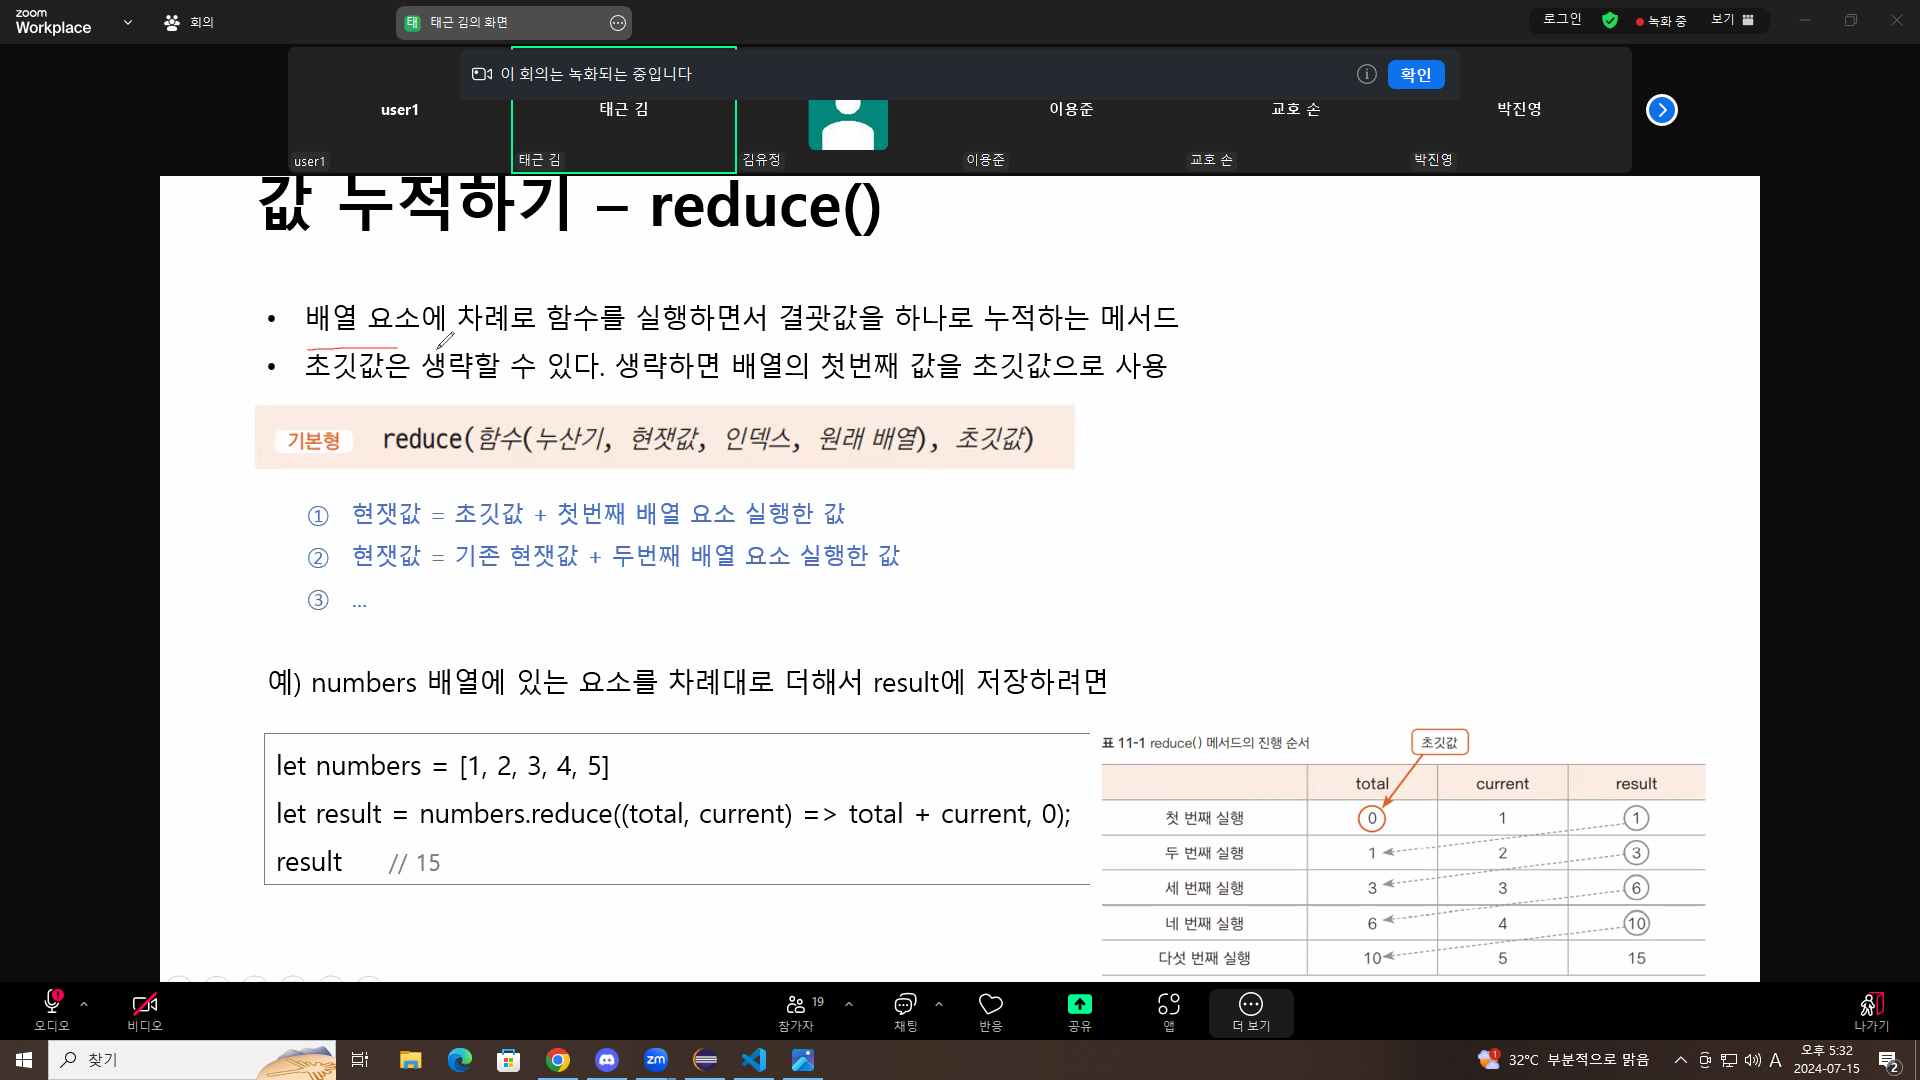 zoom
Workplace
회의
태 태근 김의 화면
로그인
녹화 중
보기
이 회의는 녹화되는 중입니다
확인
user1
태근 김
이용준
교호 손
박진영
user1
태근 김
김유정
이용준
교호 손
박진영
값 누적하기 – reduce()
• 배열 요소에 차례로 함수를 실행하면서 결괏값을 하나로 누적하는 메서드
• 초깃값은 생략할 수 있다. 생략하면 배열의 첫번째 값을 초깃값으로 사용
기본형 reduce(함수(누산기, 현잿값, 인덱스, 원래 배열), 초깃값)
① 현잿값 = 초깃값 + 첫번째 배열 요소 실행한 값
② 현잿값 = 기존 현잿값 + 두번째 배열 요소 실행한 값
③ ...
예) numbers 배열에 있는 요소를 차례대로 더해서 result에 저장하려면
let numbers = [1, 2, 3, 4, 5]
let result = numbers.reduce((total, current) => total + current, 0);
result // 15
표 11-1 reduce() 메서드의 진행 순서
초깃값
total current result
첫 번째 실행 0 1 1
두 번째 실행 1 2 3
세 번째 실행 3 3 6
네 번째 실행 6 4 10
다섯 번째 실행 10 5 15
오디오
비디오
참가자 19
채팅
반응
공유
앱
더 보기
나가기
찾기
zm
1
32°C 부분적으로 맑음
A
오후 5:32
2024-07-15
2